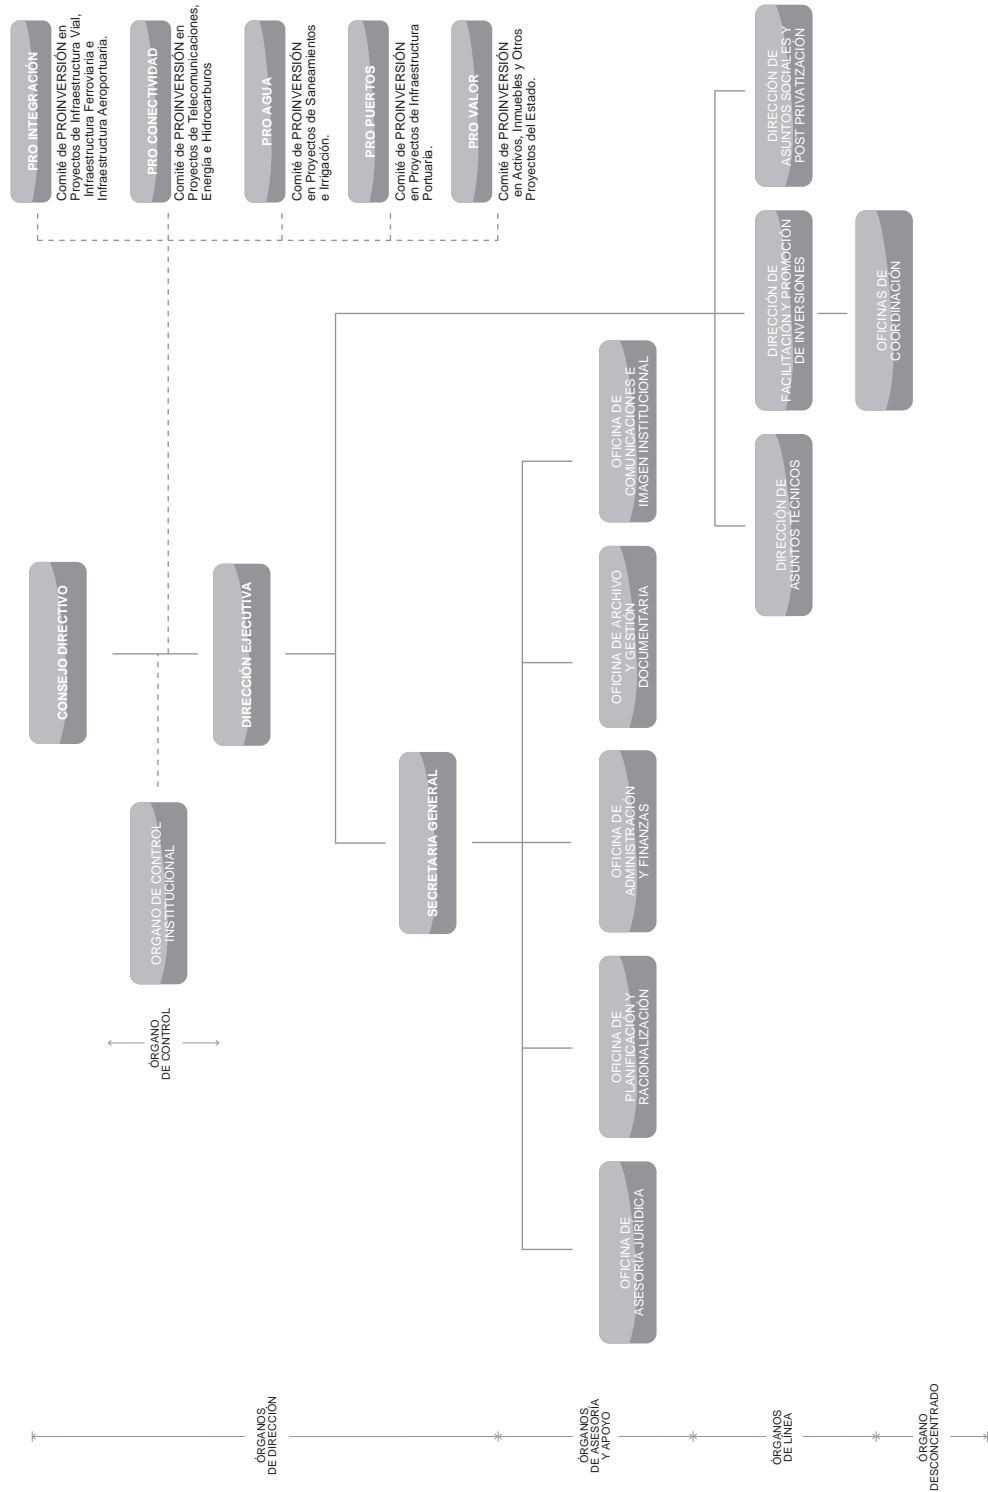 CONSEJO DIRECTIVO
ORGANO DE CONTROL
INSTITUCIONAL
ÓRGANO
DE CONTROL
DIRECCIÓN EJECUTIVA
PRO INTEGRACIÓN
Comité de PROINVERSIÓN en
Proyectos de Infraestructura Vial,
Infraestructura Ferroviaria e
Infraestructura Aeroportuaria.
PRO CONECTIVIDAD
Comité de PROINVERSIÓN en
Proyectos de Telecomunicaciones,
Energía e Hidrocarburos
PRO AGUA
Comité de PROINVERSIÓN
en Proyectos de Saneamientos
e Irrigación.
PRO PUERTOS
Comité de PROINVERSIÓN
en Proyectos de Infraestructura
Portuaria.
PRO VALOR
Comité de PROINVERSIÓN
en Activos, Inmuebles y Otros
Proyectos del Estado.
SECRETARIA GENERAL
OFICINA DE
ASESORÍA JURÍDICA
OFICINA DE
PLANIFICACIÓN Y
RACIONALIZACIÓN
OFICINA DE
ADMINISTRACIÓN
Y FINANZAS
OFICINA DE ARCHIVO
Y GESTIÓN
DOCUMENTARIA
OFICINA DE
COMUNICACIONES E
IMAGEN INSTITUCIONAL
DIRECCIÓN DE
ASUNTOS TÉCNICOS
DIRECCIÓN DE
FACILITACIÓN Y PROMOCIÓN
DE INVERSIONES
DIRECCIÓN DE
ASUNTOS SOCIALES Y
POST PRIVATIZACIÓN
OFICINAS DE
COORDINACIÓN
ÓRGANOS
DE DIRECCIÓN
ÓRGANOS
DE ASESORÍA
Y APOYO
ÓRGANOS
DE LÍNEA
ÓRGANO
DESCONCENTRADO